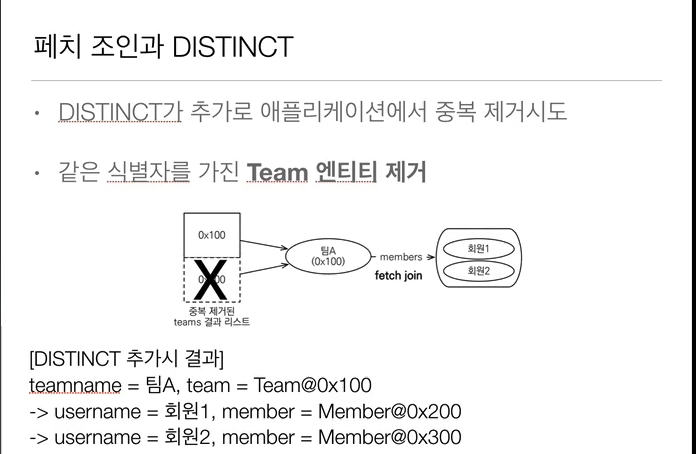 페치 조인과 DISTINCT
• DISTINCT가 추가로 애플리케이션에서 중복 제거시도
• 같은 식별자를 가진 Team 엔티티 제거
0x100
팀A
(0x100)
members
fetch join
회원1
회원2
중복 제거된
teams 결과 리스트
[DISTINCT 추가시 결과]
teamname = 팀A, team = Team@0x100
-> username = 회원1, member = Member@0x200
-> username = 회원2, member = Member@0x300